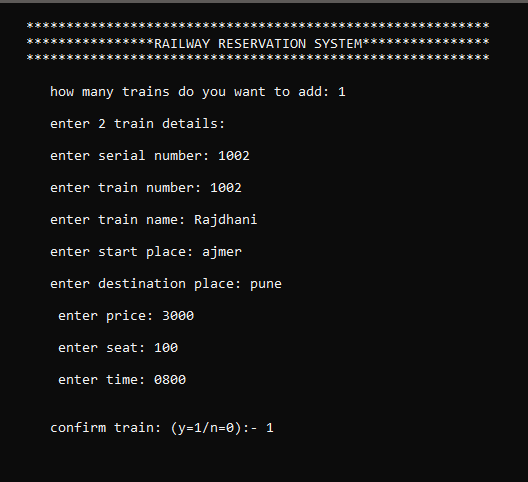 **********************************************************
****************RAILWAY RESERVATION SYSTEM****************
**********************************************************
how many trains do you want to add: 1
enter 2 train details:
enter serial number: 1002
enter train number: 1002
enter train name: Rajdhani
enter start place: ajmer
enter destination place: pune
enter price: 3000
enter seat: 100
enter time: 0800
confirm train: (y=1/n=0):- 1